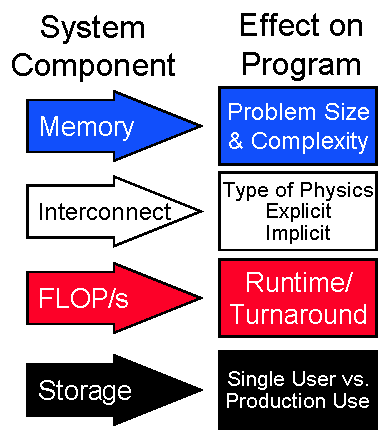 System
Component
Effect on
Program
Memory
Problem Size
& Complexity
Interconnect
Type of Physics
Explicit
Implicit
FLOP/s
Runtime/
Turnaround
Storage
Single User vs.
Production Use